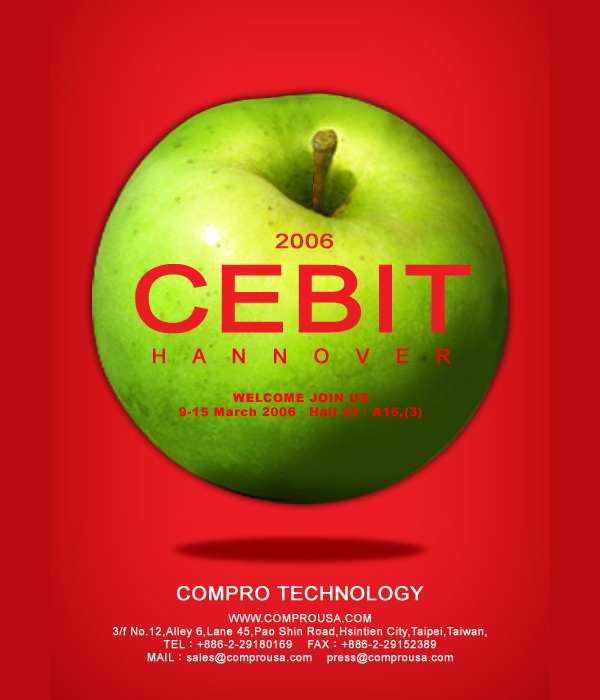 2006
CEBIT
HANNOVER
WELCOME JOIN US
9-15 March 2006 · Hall 23 / A16,(3)
COMPRO TECHNOLOGY
WWW.COMPROUSA.COM
3/f No.12,Alley 6,Lane 45,Pao Shin Road,Hsintien City,Taipei,Taiwan,
TEL：+886-2-29180169 FAX：+886-2-29152389
MAIL：sales@comprousa.com press@comprousa.com